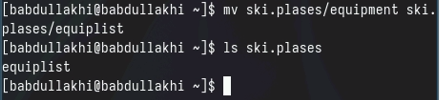 [babdullakhi@babdullakhi ~]$ mv ski.plases/equipment ski.
plases/equiplist
[babdullakhi@babdullakhi ~]$ ls ski.plases
equiplist
[babdullakhi@babdullakhi ~]$